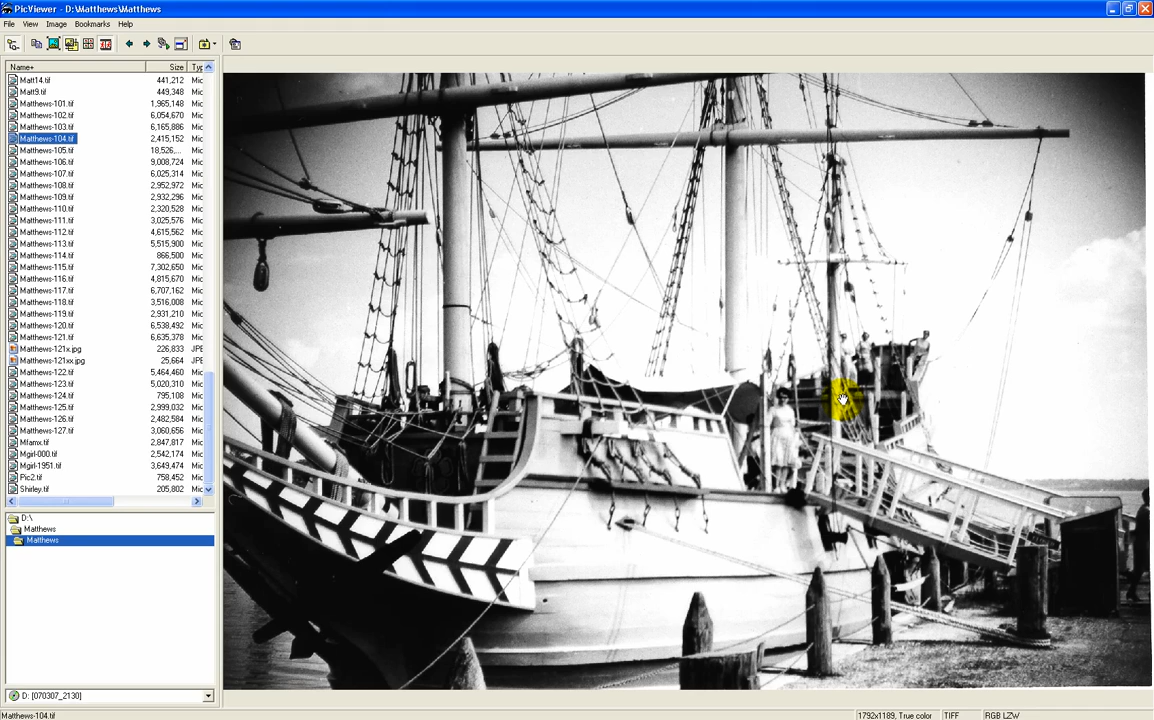 PicViewer - D:\Matthews\Matthews
File View Image Bookmarks Help
Name+ Size Typ
Matt14.tif 441,212 Mic
Matt9.tif 449,348 Mic
Matthews-101.tif 1,965,148 Mic
Matthews-102.tif 6,054,670 Mic
Matthews-103.tif 6,165,886 Mic
Matthews-104.tif 2,415,152 Mic
Matthews-105.tif 18,526,... Mic
Matthews-106.tif 9,008,724 Mic
Matthews-107.tif 6,025,314 Mic
Matthews-108.tif 2,952,972 Mic
Matthews-109.tif 2,932,296 Mic
Matthews-110.tif 2,320,528 Mic
Matthews-111.tif 3,025,576 Mic
Matthews-112.tif 4,615,562 Mic
Matthews-113.tif 5,515,900 Mic
Matthews-114.tif 866,500 Mic
Matthews-115.tif 7,302,650 Mic
Matthews-116.tif 4,815,670 Mic
Matthews-117.tif 6,707,162 Mic
Matthews-118.tif 3,516,008 Mic
Matthews-119.tif 2,931,210 Mic
Matthews-120.tif 6,538,492 Mic
Matthews-121.tif 6,635,378 Mic
Matthews-121x.jpg 226,833 JPE
Matthews-121xx.jpg 25,664 JPE
Matthews-122.tif 5,464,460 Mic
Matthews-123.tif 5,020,310 Mic
Matthews-124.tif 795,108 Mic
Matthews-125.tif 2,999,032 Mic
Matthews-126.tif 2,482,584 Mic
Matthews-127.tif 3,060,656 Mic
Mfamx.tif 2,847,817 Mic
Mgirl-000.tif 2,542,174 Mic
Mgirl-1951.tif 3,649,474 Mic
Pic2.tif 758,452 Mic
Shirley.tif 205,802 Mic
D:\
Matthews
Matthews
D: [070307_2130]
Matthews-104.tif 1792x1189, True color TIFF RGB LZW